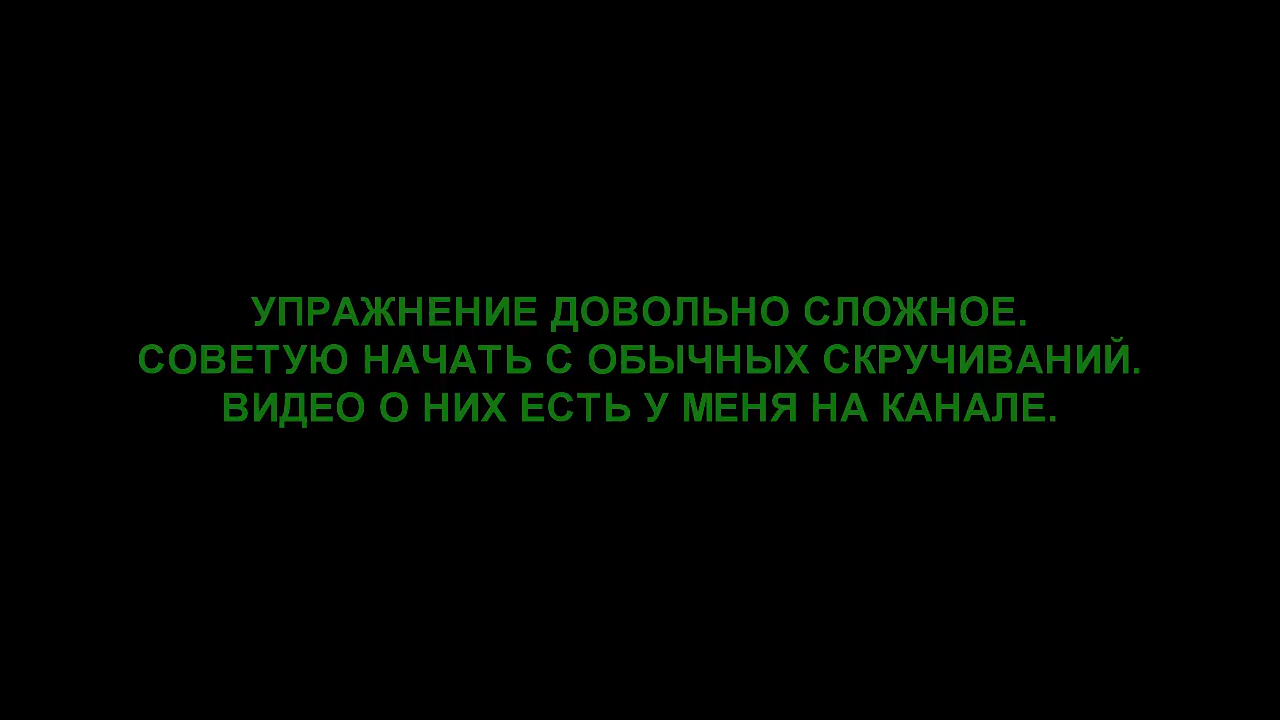 УПРАЖНЕНИЕ ДОВОЛЬНО СЛОЖНОЕ.
СОВЕТУЮ НАЧАТЬ С ОБЫЧНЫХ СКРУЧИВАНИЙ.
ВИДЕО О НИХ ЕСТЬ У МЕНЯ НА КАНАЛЕ.